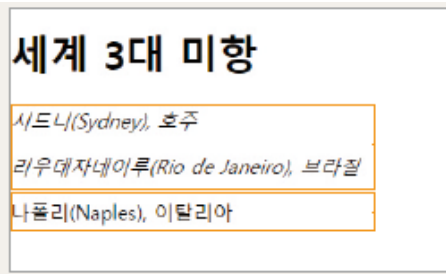 세계 3대 미항
시드니(Sydney), 호주
리우데자네이루(Rio de Janeiro), 브라질
나폴리(Naples), 이탈리아